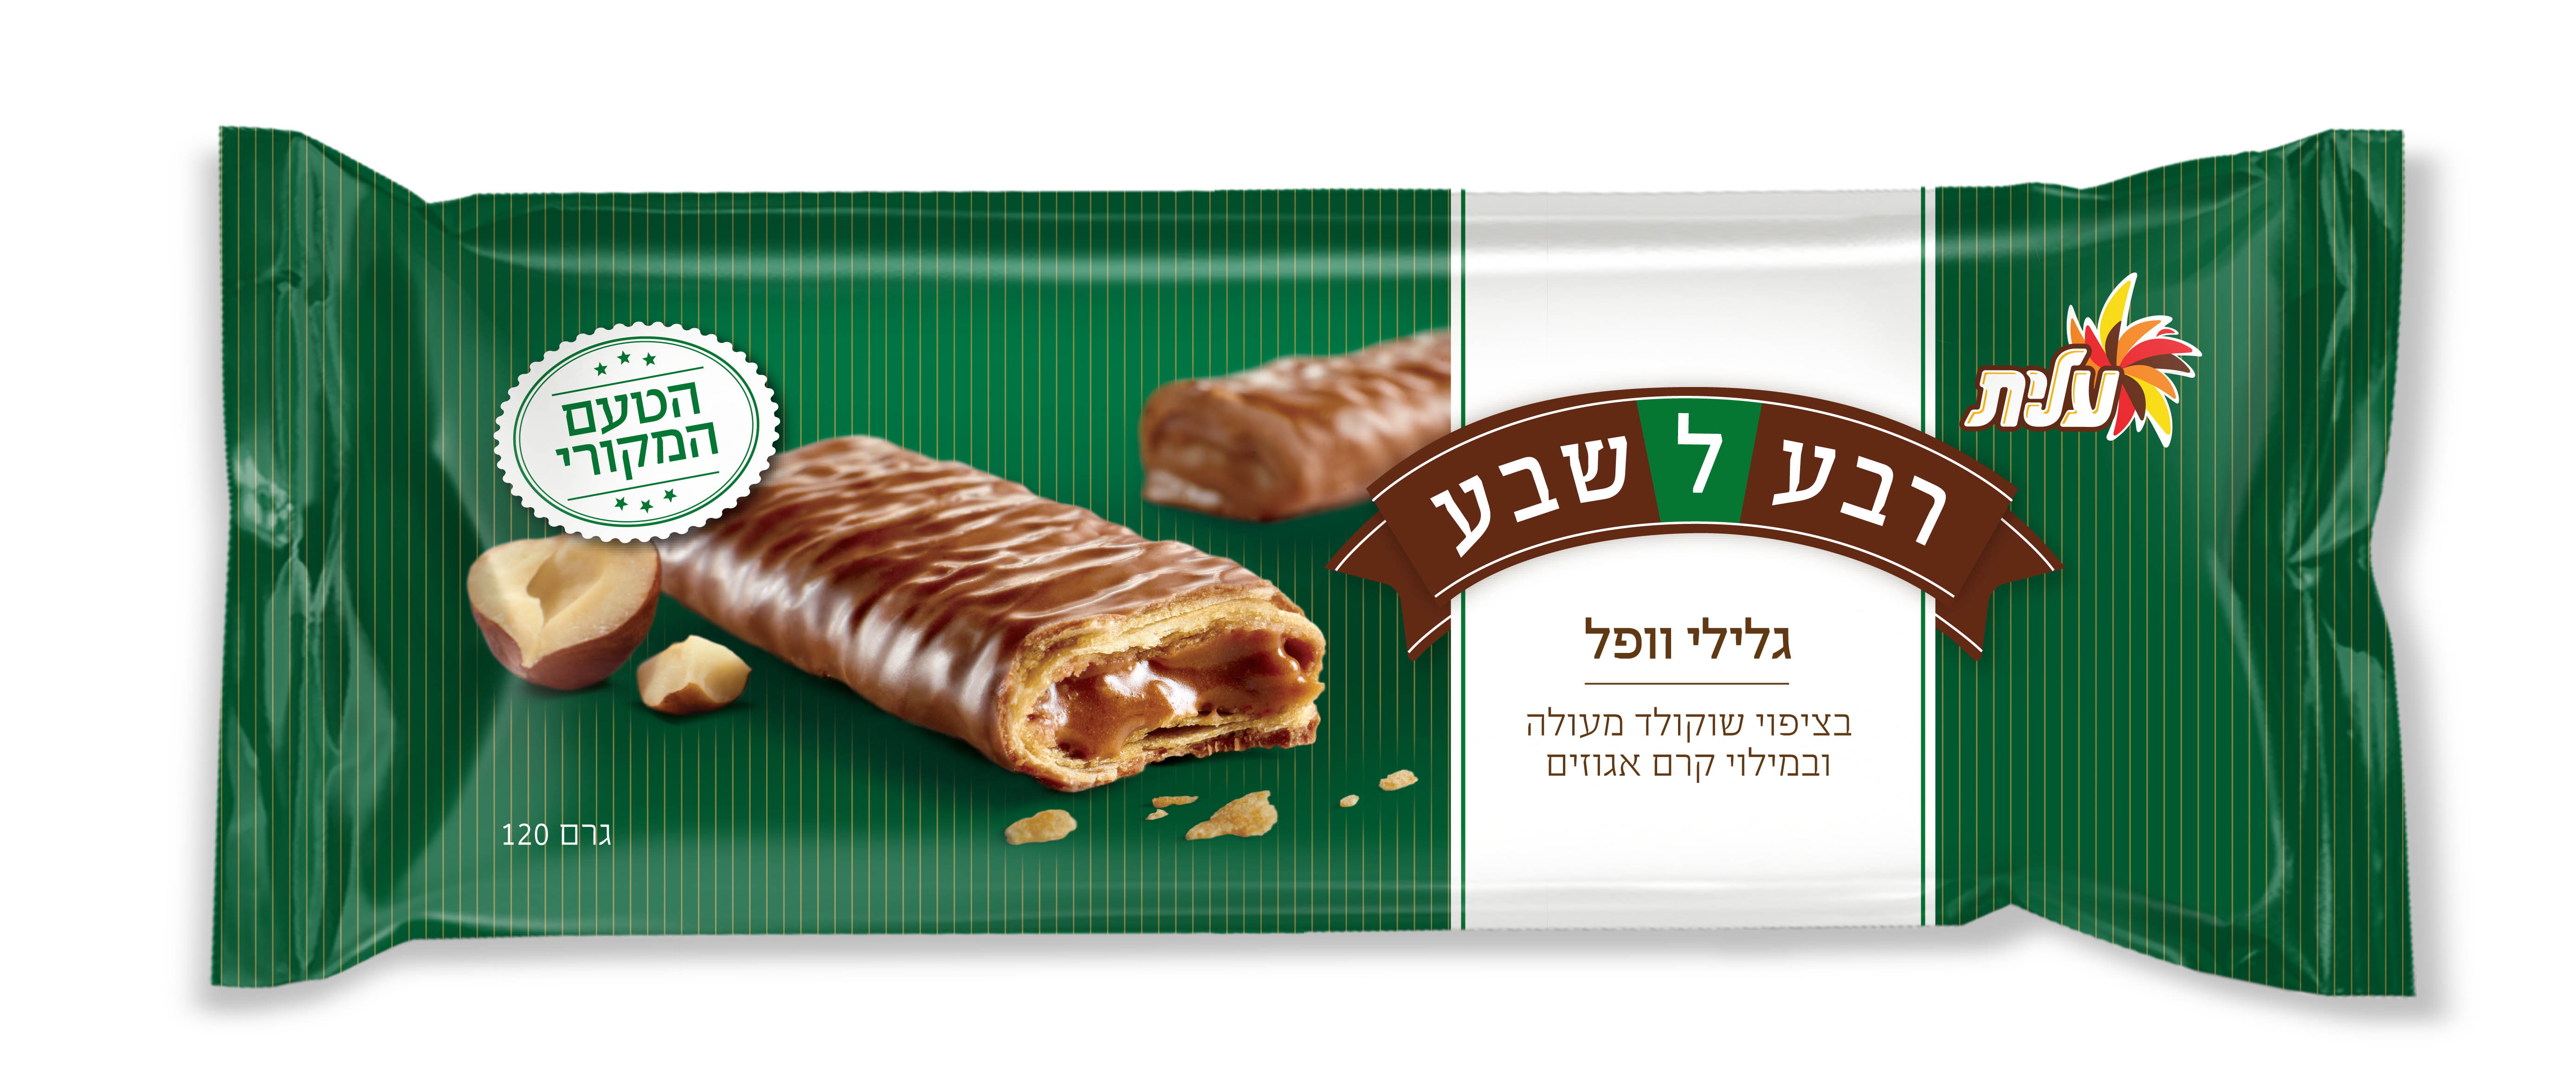 עלית
רבע ל שבע
גלילי וופל
בציפוי שוקולד מעולה
ובמילוי קרם אגוזים
הטעם
המקורי
120 גרם